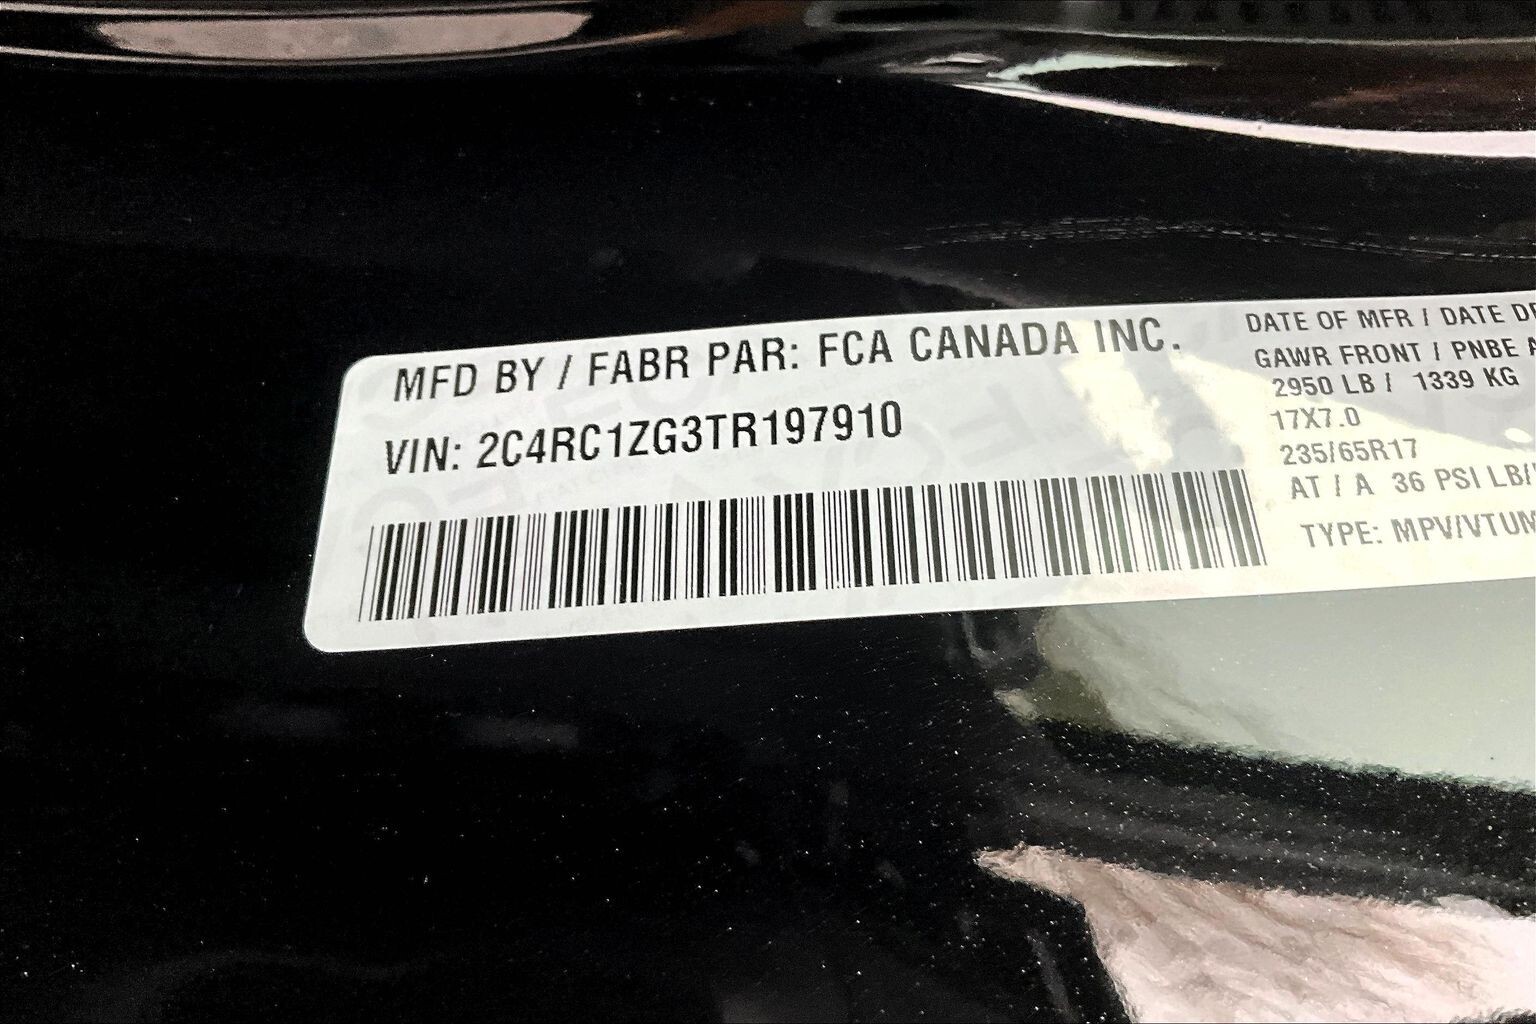 MFD BY / FABR PAR: FCA CANADA INC.
VIN: 2C4RC1ZG3TR197910
DATE OF MFR / DATE DE
GAWR FRONT / PNBE A
2950 LB / 1339 KG
17X7.0
235/65R17
AT / A 36 PSI LB/
TYPE: MPV/VTUM